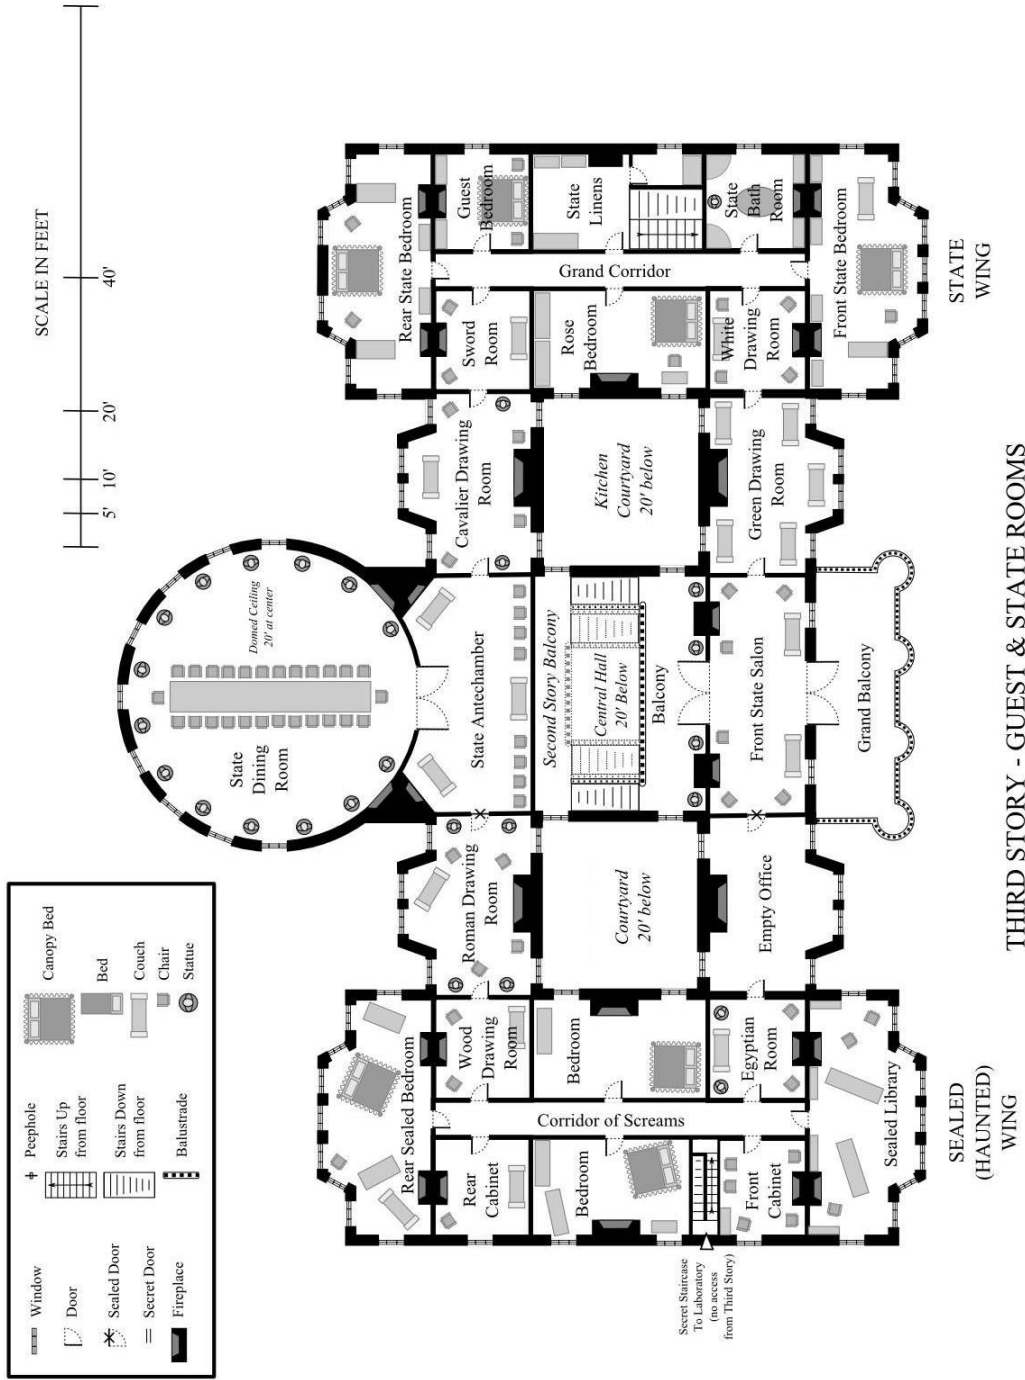 SCALE IN FEET
5'
10'
20'
40'
Window
Door
Sealed Door
Secret Door
Fireplace
Peephole
Stairs Up
from floor
Stairs Down
from floor
Balustrade
Canopy Bed
Bed
Couch
Chair
Statue
Rear Sealed Bedroom
Rear
Cabinet
Wood
Drawing
Room
Corridor of Screams
Bedroom
Bedroom
Secret Staircase
To Laboratory
(no access
from Third Story)
Front
Cabinet
Egyptian
Room
Sealed Library
SEALED
(HAUNTED)
WING
Roman Drawing
Room
Courtyard
20' below
Empty Office
State
Dining
Room
Domed Ceiling
20' at center
State Antechamber
Second Story Balcony
Central Hall
20' Below
Balcony
Front State Salon
Grand Balcony
Cavalier Drawing
Room
Kitchen
Courtyard
20' below
Green Drawing
Room
Rear State Bedroom
Sword
Room
Guest
Bedroom
Rose
Bedroom
Grand Corridor
State
Linens
White
Drawing
Room
State
Bath
Room
Front State Bedroom
STATE
WING
THIRD STORY - GUEST & STATE ROOMS